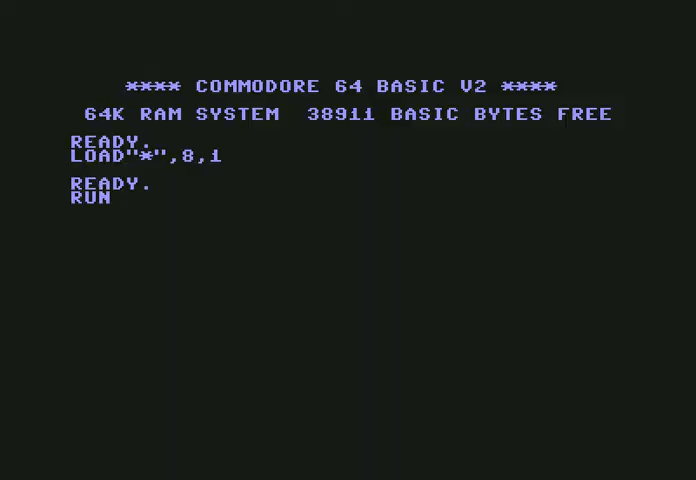 **** COMMODORE 64 BASIC V2 ****
64K RAM SYSTEM  38911 BASIC BYTES FREE
READY.
LOAD"*",8,1
READY.
RUN